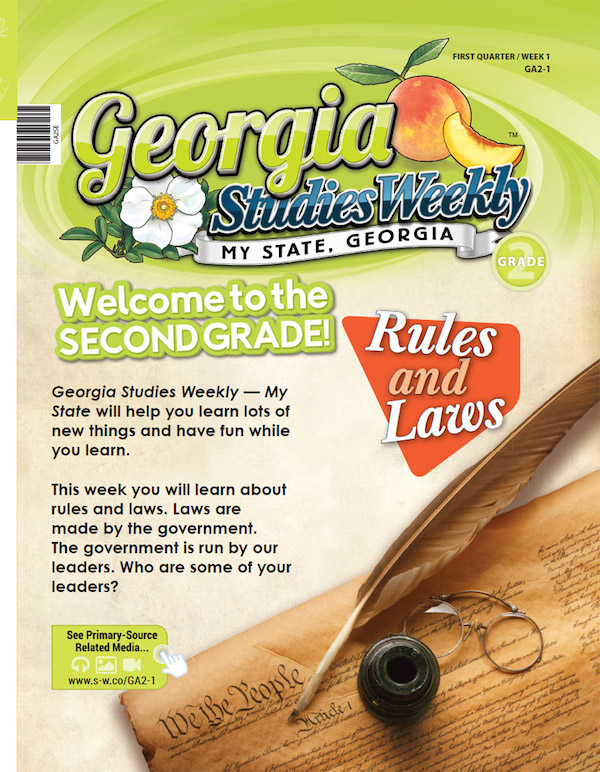 FIRST QUARTER / WEEK 1
GA2-1
GA2SE
Georgia
™
Studies Weekly
MY STATE, GEORGIA
2
GRADE
Welcome to the
SECOND GRADE!
Rules
and
Laws
Georgia Studies Weekly — My
State will help you learn lots of
new things and have fun while
you learn.
This week you will learn about
rules and laws. Laws are
made by the government.
The government is run by our
leaders. Who are some of your
leaders?
See Primary-Source
Related Media...
www.s-w.co/GA2-1
We the People
Article 1